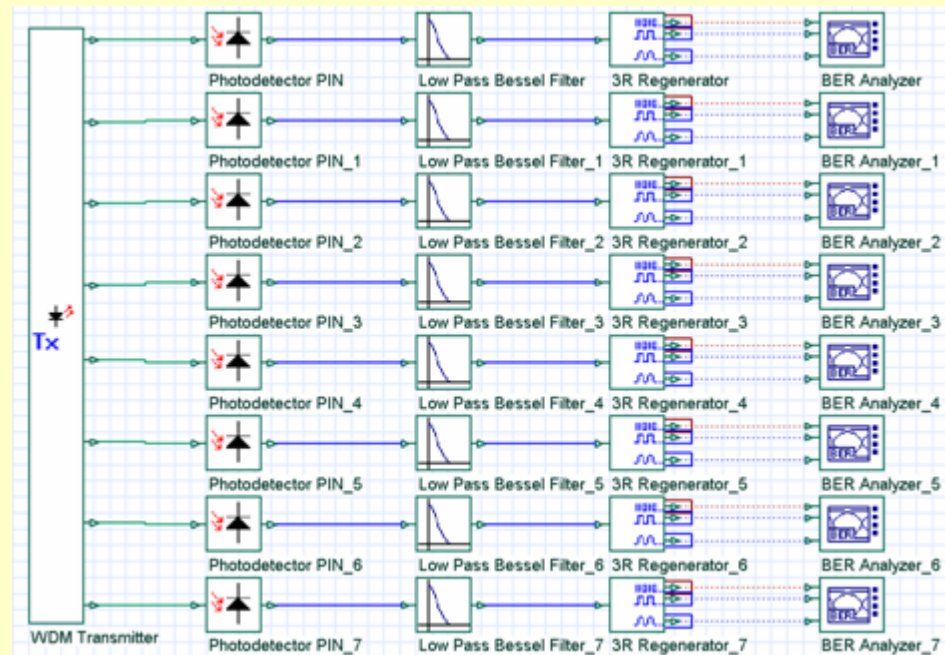 Photodetector PIN Low Pass Bessel Filter 3R Regenerator BER Analyzer
Photodetector PIN_1 Low Pass Bessel Filter_1 3R Regenerator_1 BER Analyzer_1
Photodetector PIN_2 Low Pass Bessel Filter_2 3R Regenerator_2 BER Analyzer_2
Photodetector PIN_3 Low Pass Bessel Filter_3 3R Regenerator_3 BER Analyzer_3
Tx
Photodetector PIN_4 Low Pass Bessel Filter_4 3R Regenerator_4 BER Analyzer_4
Photodetector PIN_5 Low Pass Bessel Filter_5 3R Regenerator_5 BER Analyzer_5
Photodetector PIN_6 Low Pass Bessel Filter_6 3R Regenerator_6 BER Analyzer_6
WDM Transmitter
Photodetector PIN_7 Low Pass Bessel Filter_7 3R Regenerator_7 BER Analyzer_7